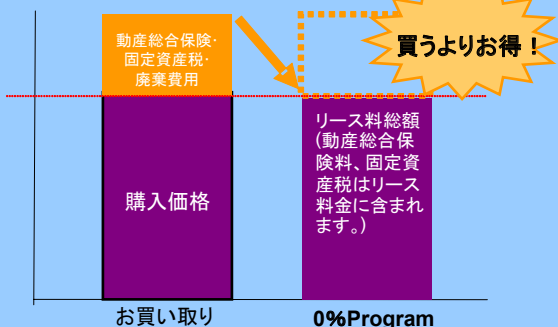 動産総合保険・
固定資産税・
廃棄費用
買うよりお得！
購入価格
リース料総額
(動産総合保
険料、固定資
産税はリース
料金に含まれ
ます。)
お買い取り
0%Program